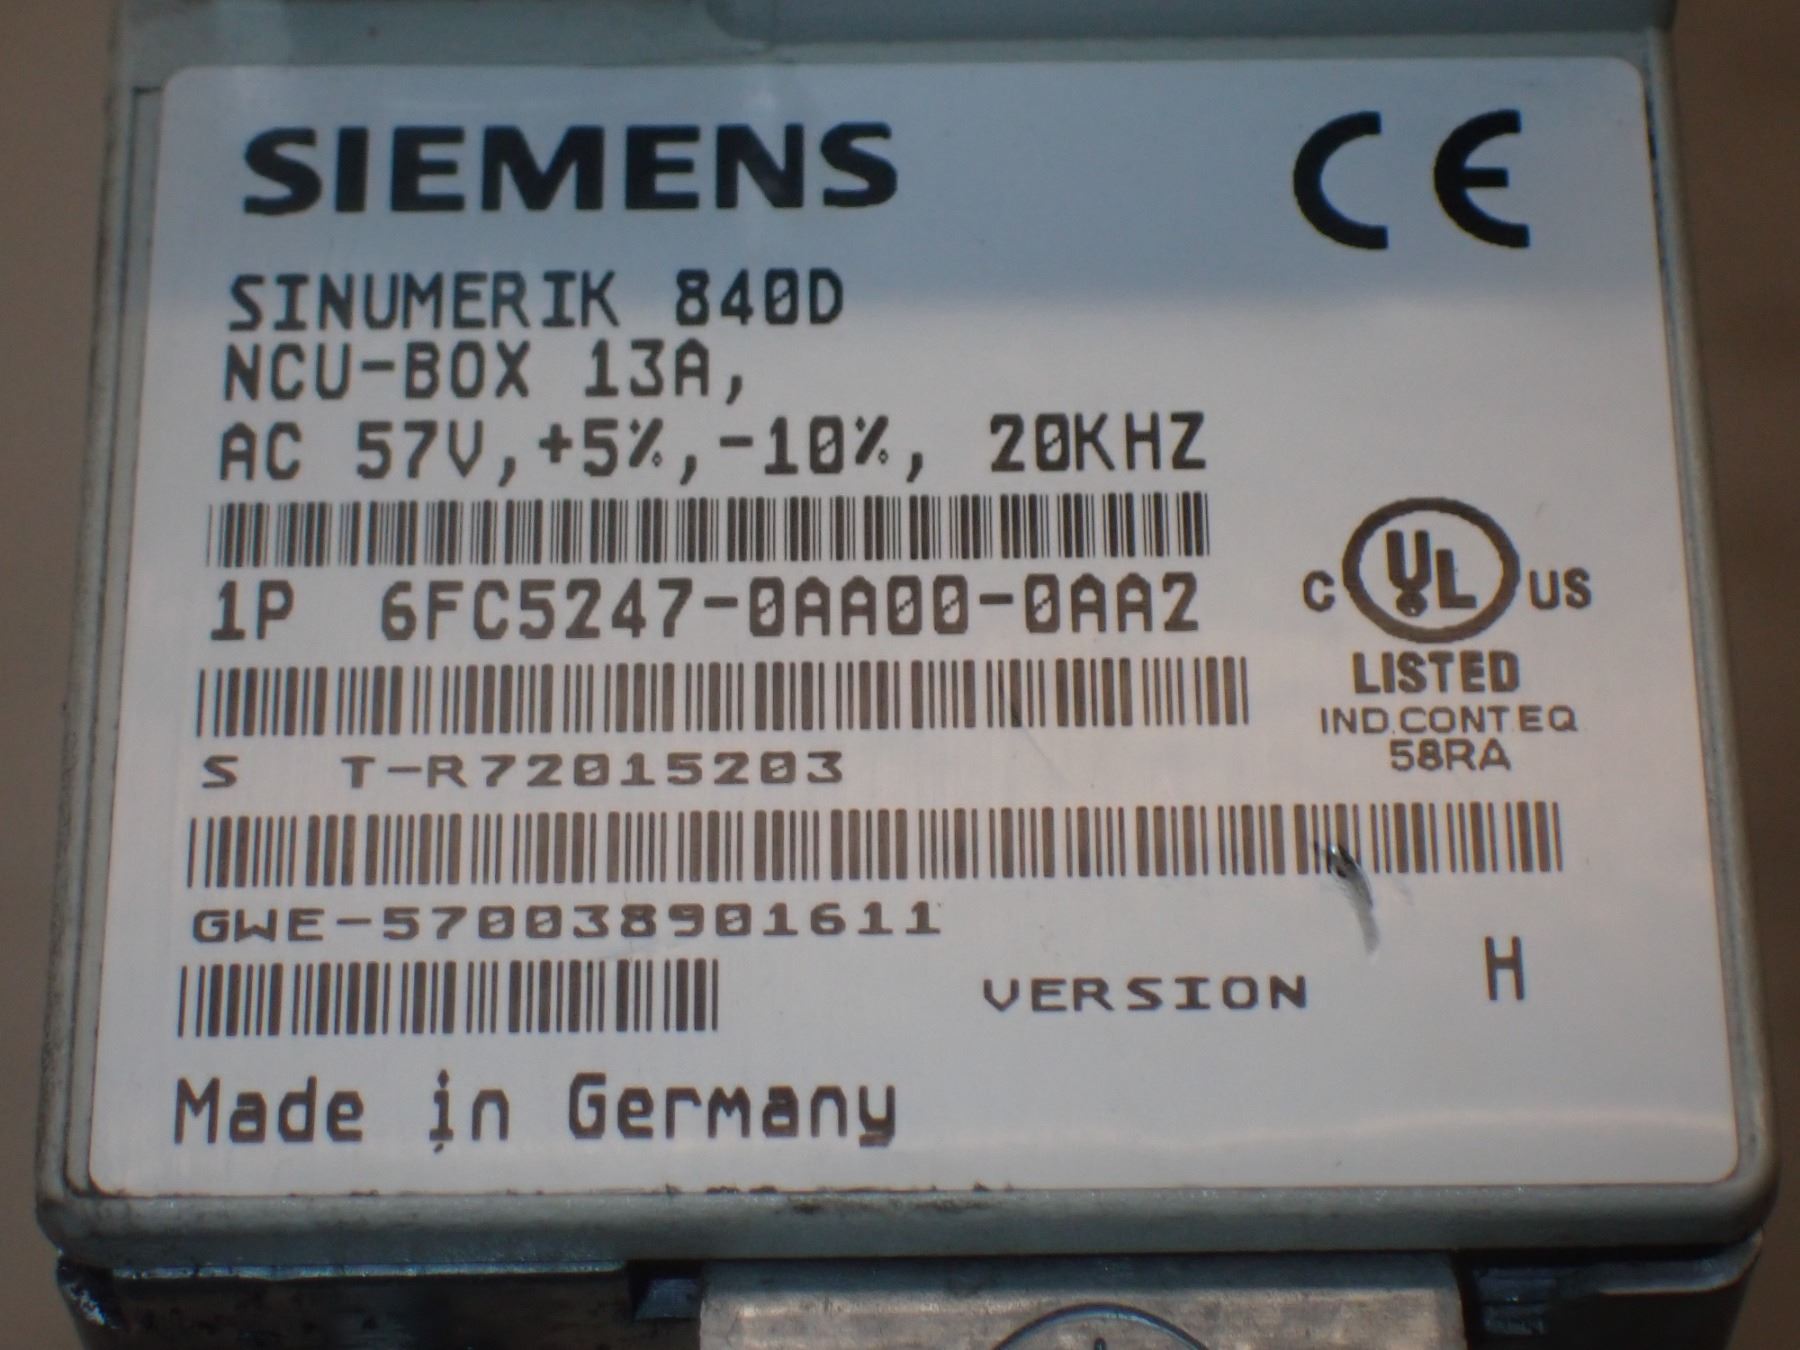 SIEMENS
CE
SINUMERIK 840D
NCU-BOX 13A,
AC 57V,+5%,-10%, 20KHZ
1P 6FC5247-0AA00-0AA2
C UL US
LISTED
IND.CONT.EQ
58RA
S T-R72015203
GWE-570038901611
VERSION H
Made in Germany